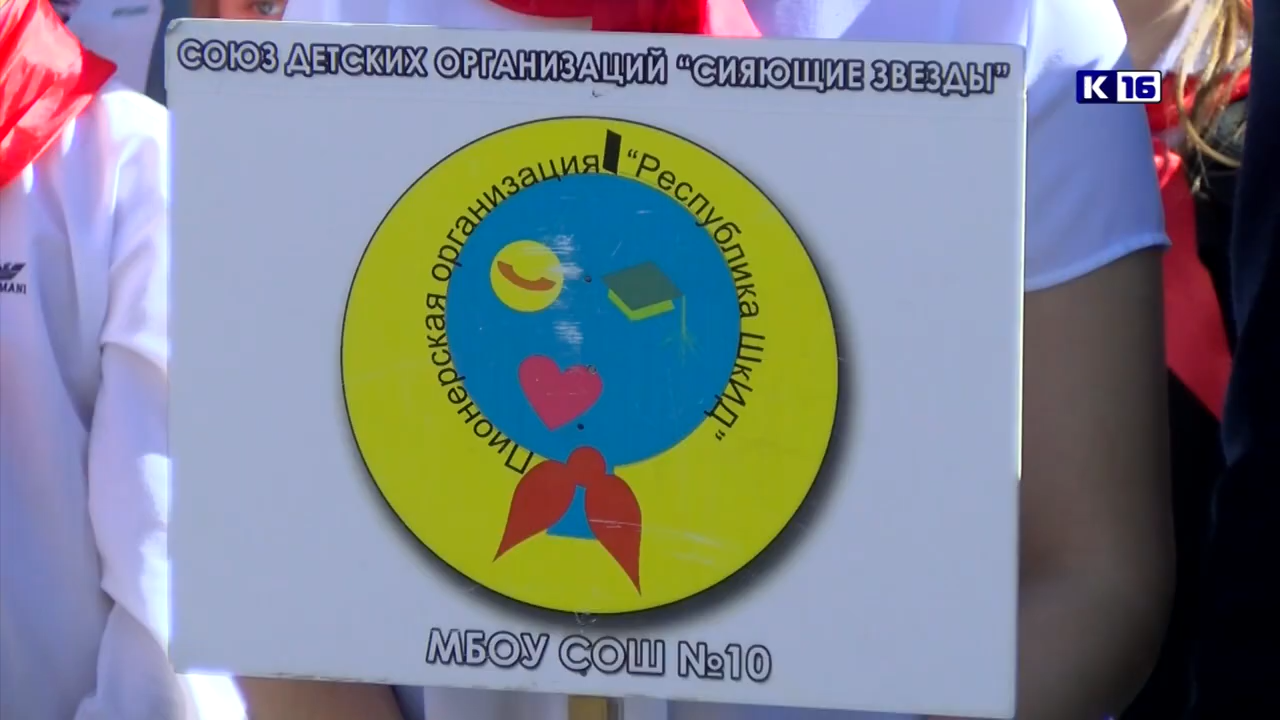 СОЮЗ ДЕТСКИХ ОРГАНИЗАЦИЙ “СИЯЮЩИЕ ЗВЕЗДЫ”
К 16
Пионерская организация “Республика ШкИД”
МБОУ СОШ №10